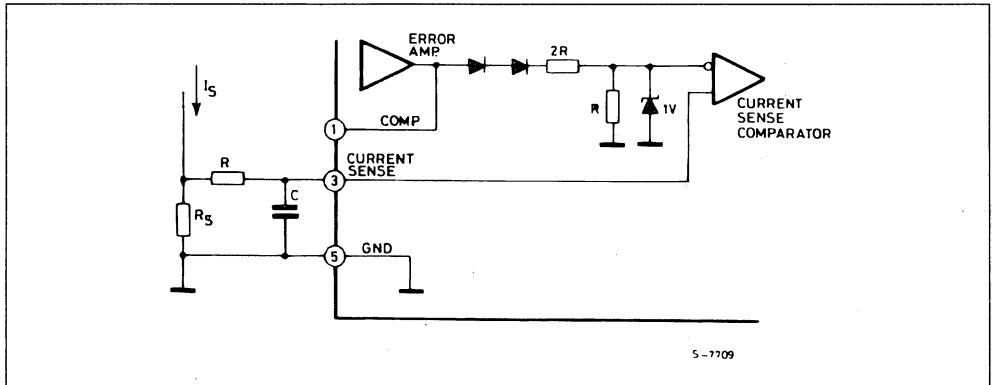 ERROR
AMP.
2R
I_S
R
1V
CURRENT
SENSE
COMPARATOR
1
COMP
R
CURRENT
SENSE
3
C
R_S
5
GND
S-7709